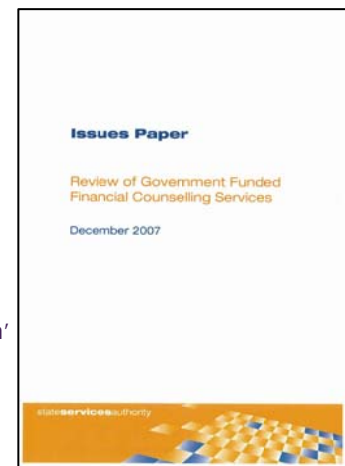 Issues Paper
Review of Government Funded
Financial Counselling Services
December 2007
stateservicesauthority